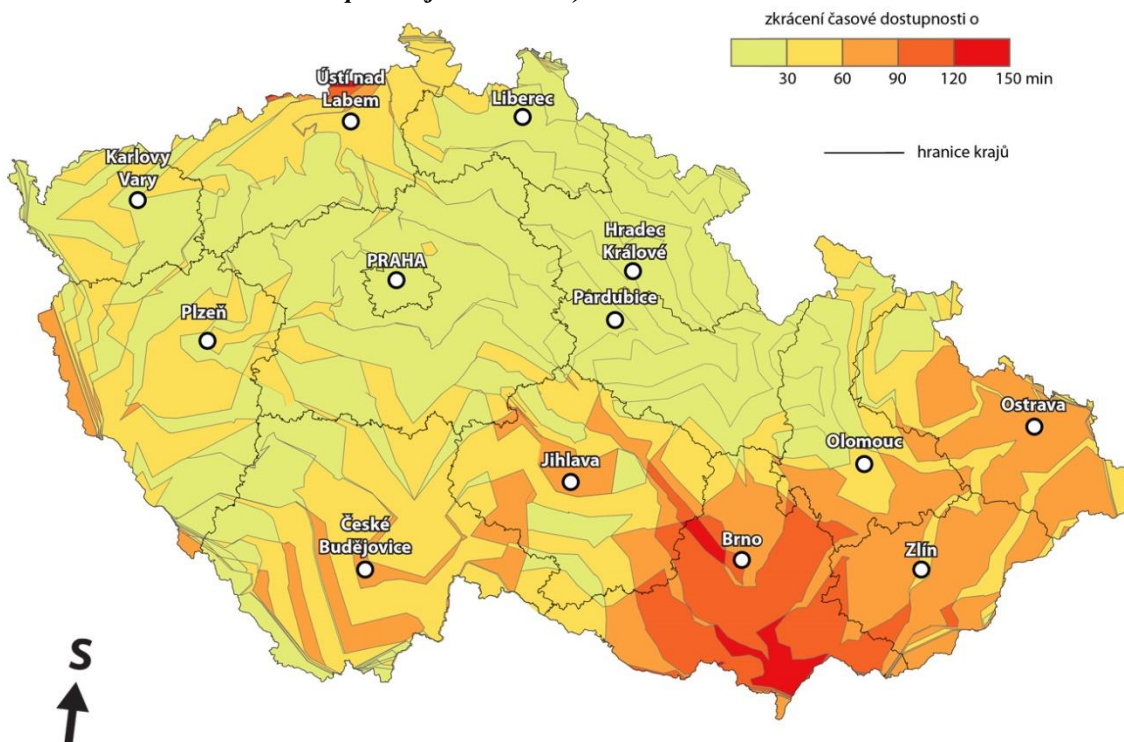 zkrácení časové dostupnosti o
30 60 90 120 150 min
hranice krajů
Ústí nad
Labem
Liberec
Karlovy
Vary
Hradec
Králové
PRAHA
Pardubice
Plzeň
Ostrava
Olomouc
Jihlava
České
Budějovice
Brno
Zlín
S